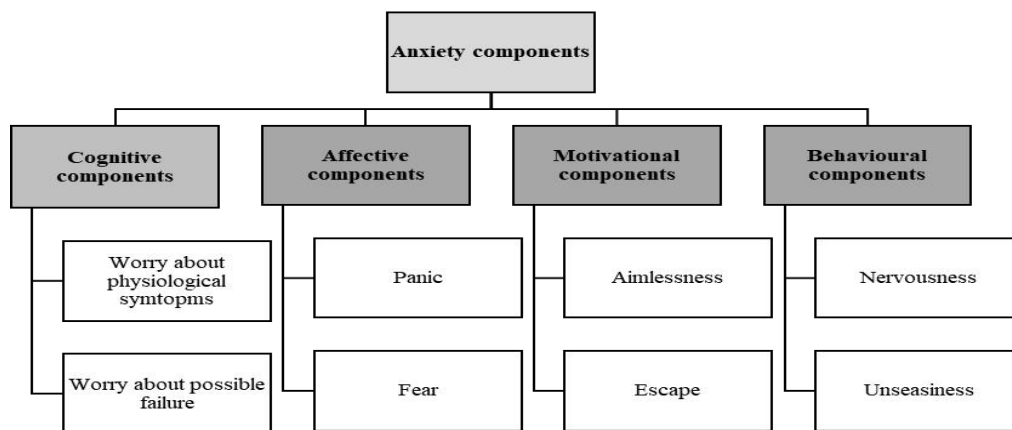 Anxiety components
Cognitive
components
Affective
components
Motivational
components
Behavioural
components
Worry about
physiological
symtopms
Panic
Aimlessness
Nervousness
Worry about possible
failure
Fear
Escape
Unseasiness